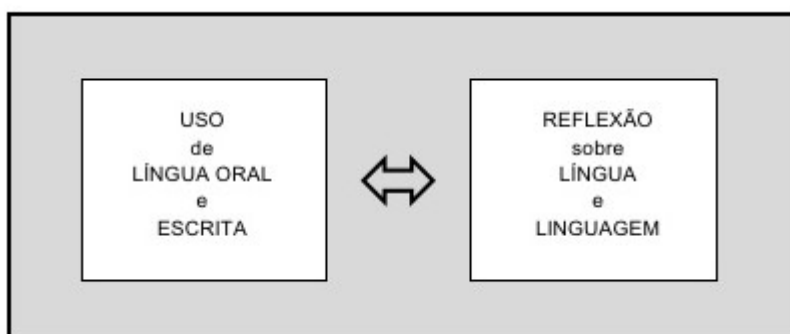 USO
de
LÍNGUA ORAL
e
ESCRITA
REFLEXÃO
sobre
LÍNGUA
e
LINGUAGEM